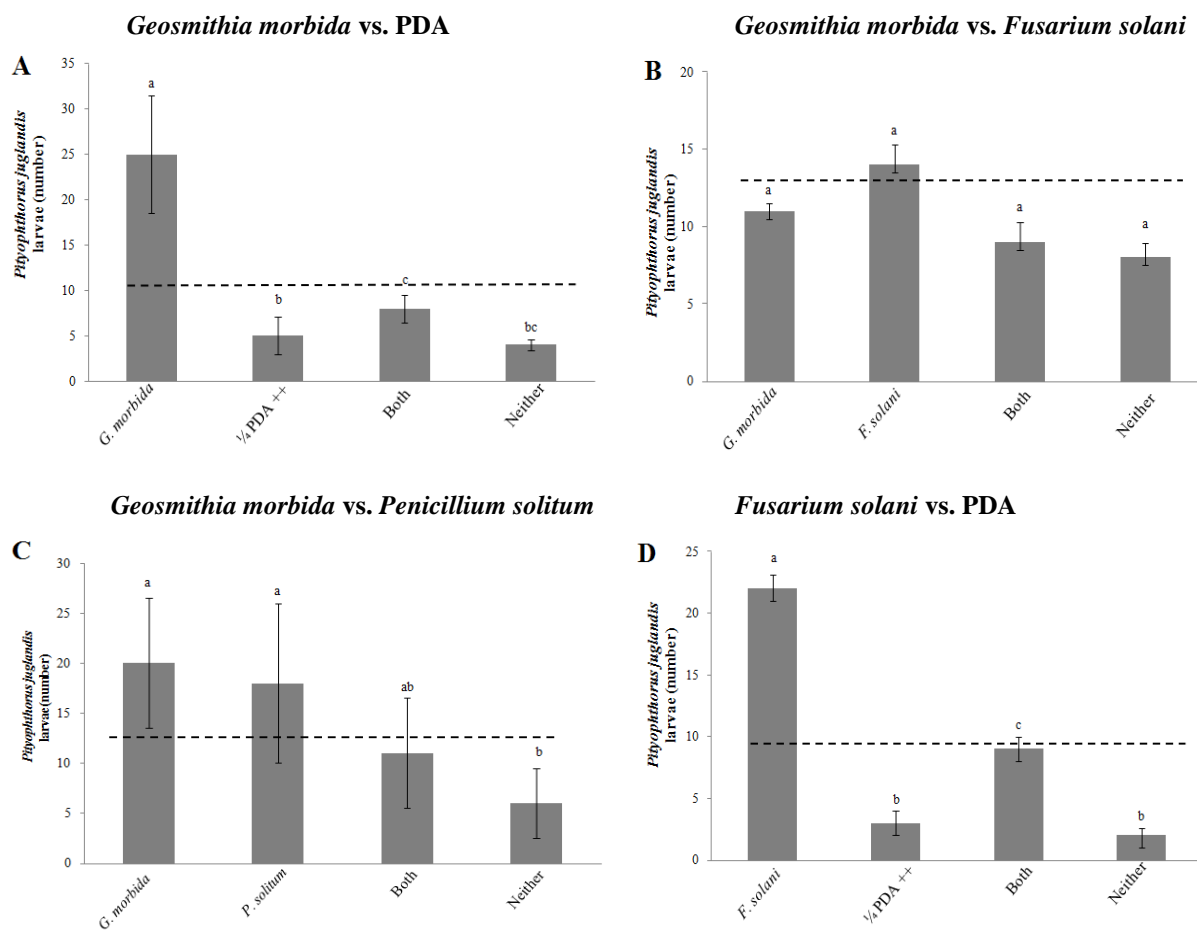 Geosmithia morbida vs. PDA
A
Pityophthorus juglandis
larvae (number)
35
30
25
20
15
10
5
0
a
b
c
bc
G. morbida
¼ PDA ++
Both
Neither
Geosmithia morbida vs. Fusarium solani
B
Pityophthorus juglandis
larvae (number)
20
15
10
5
0
a
a
a
a
G. morbida
F. solani
Both
Neither
Geosmithia morbida vs. Penicillium solitum
C
Pityophthorus juglandis
larvae(number)
30
25
20
15
10
5
0
a
a
ab
b
G. morbida
P. solitum
Both
Neither
Fusarium solani vs. PDA
D
Pityophthorus juglandis
larvae (number)
25
20
15
10
5
0
a
b
c
b
F. solani
¼ PDA ++
Both
Neither